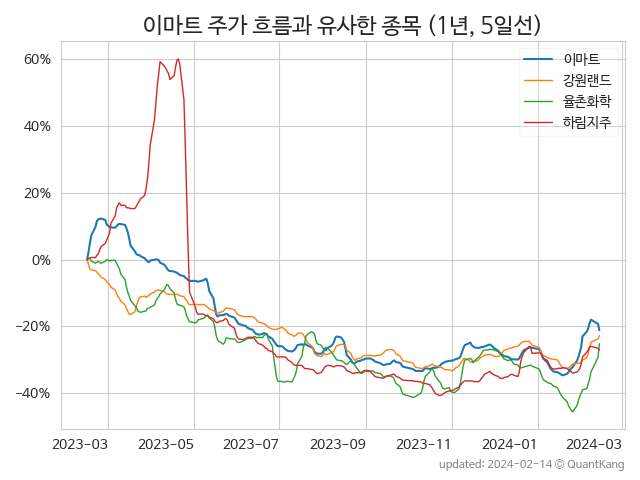 이마트 주가 흐름과 유사한 종목 (1년, 5일선)
이마트
강원랜드
율촌화학
하림지주
60%
40%
20%
0%
−20%
−40%
2023-03 2023-05 2023-07 2023-09 2023-11 2024-01 2024-03
updated: 2024-02-14 © QuantKang